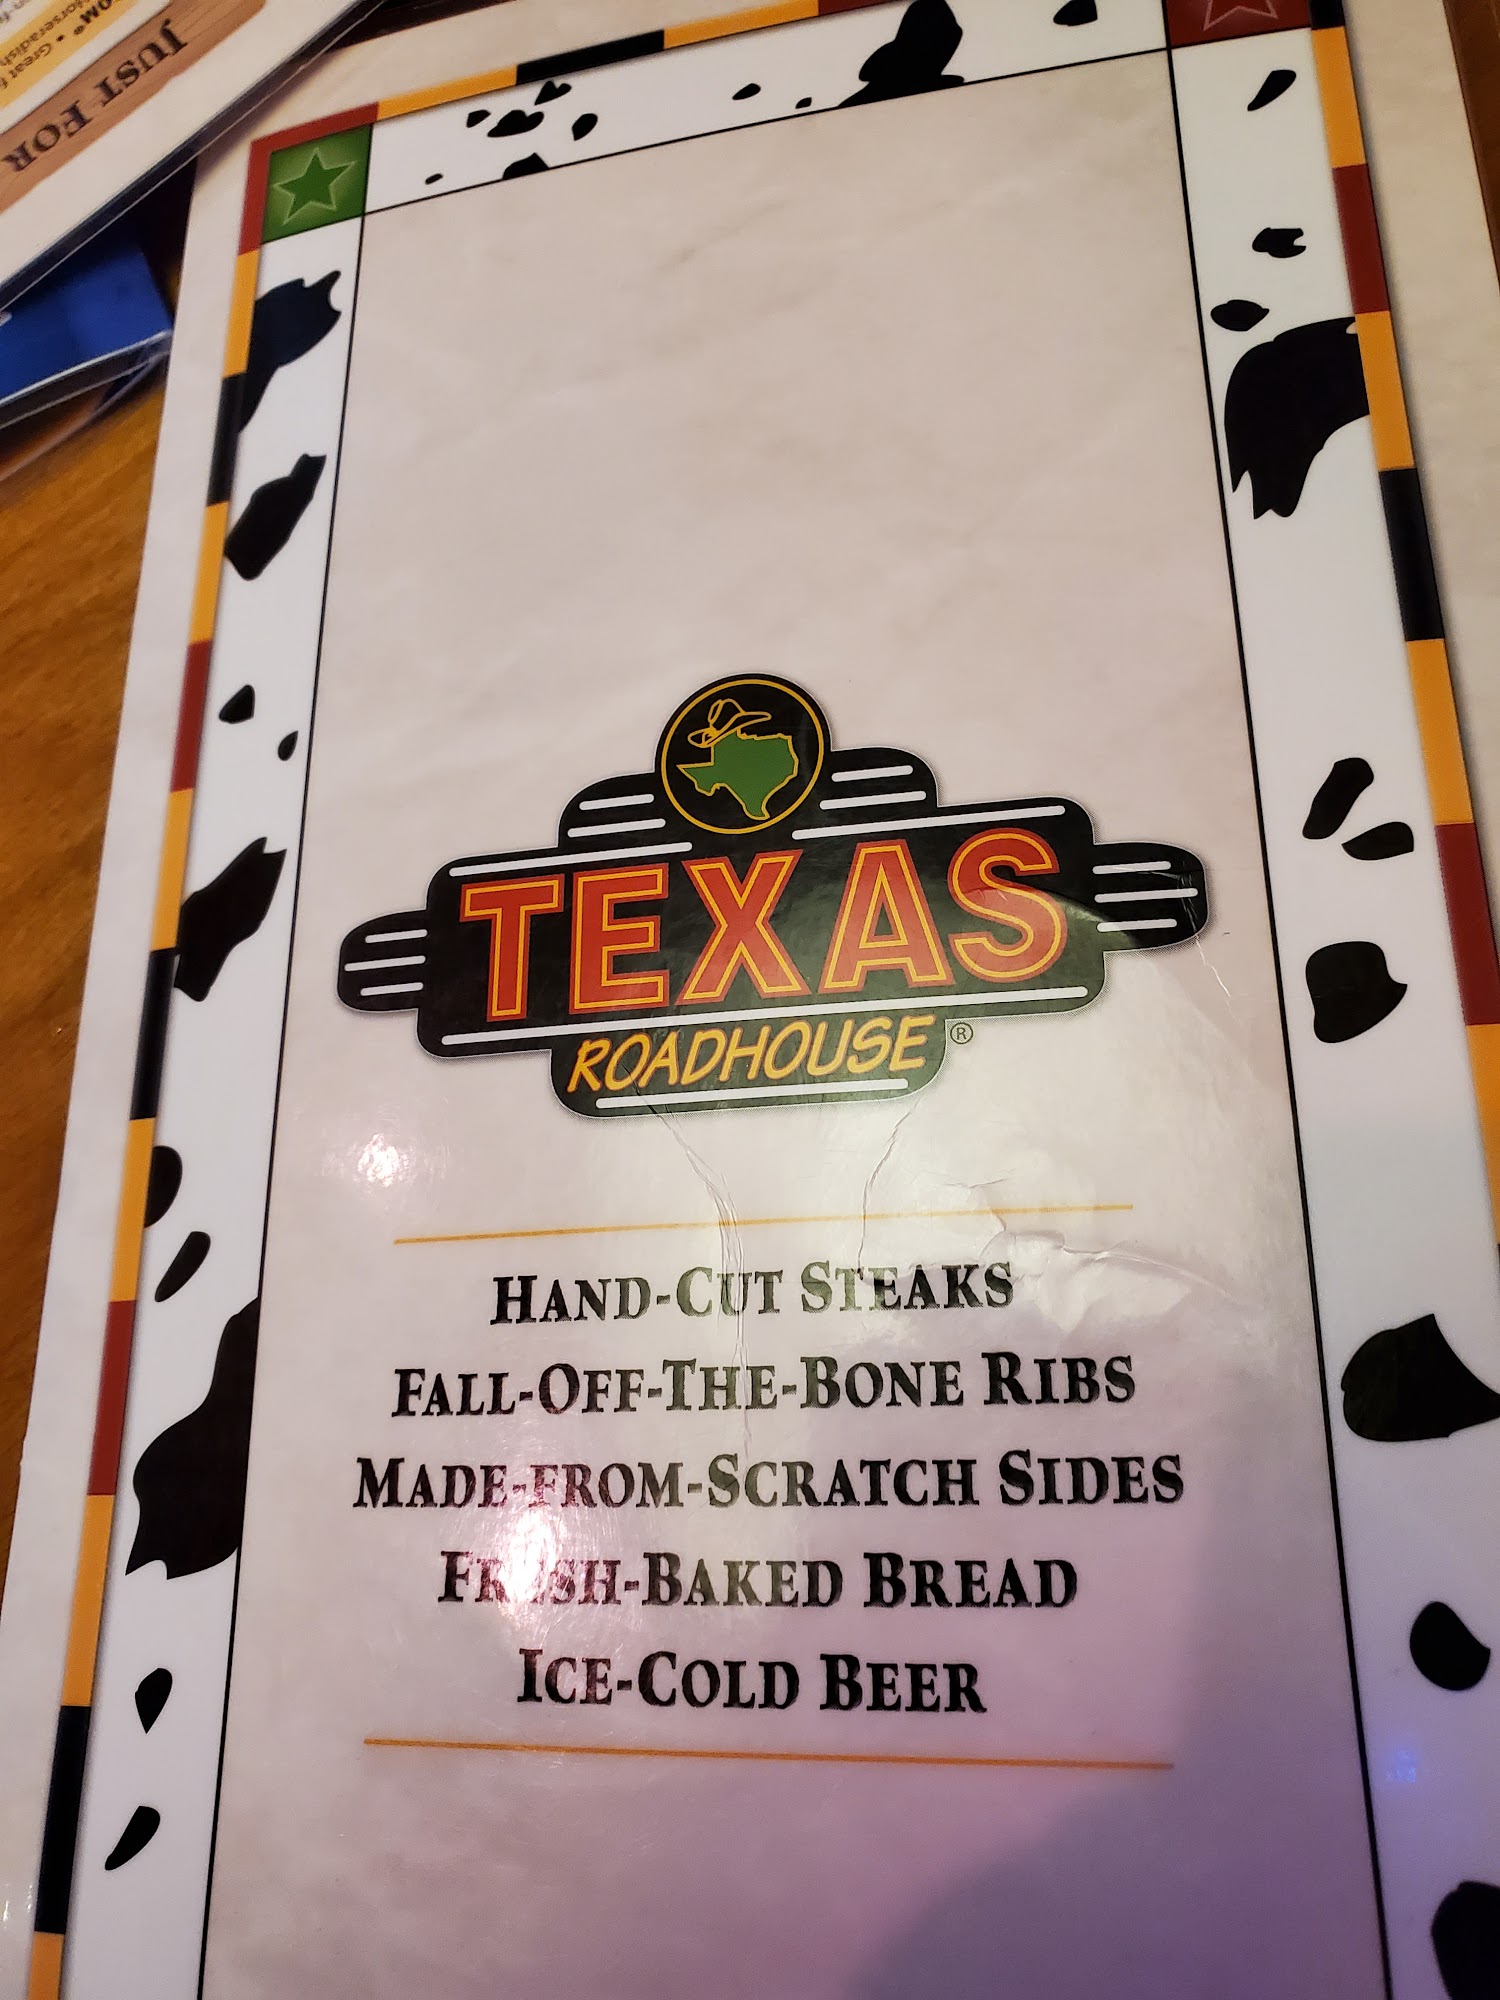 JUST FOR
TEXAS
ROADHOUSE®
HAND-CUT STEAKS
FALL-OFF-THE-BONE RIBS
MADE-FROM-SCRATCH SIDES
FRESH-BAKED BREAD
ICE-COLD BEER